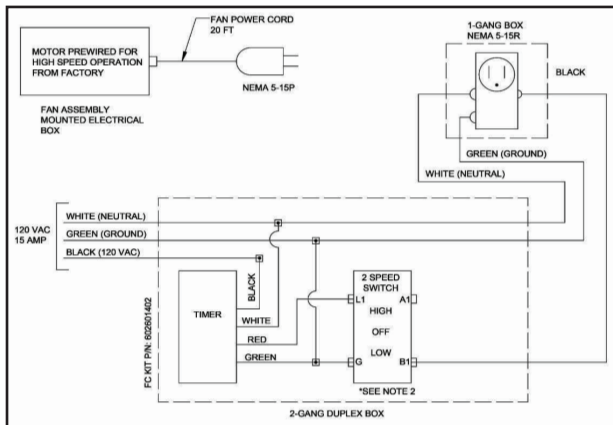 FAN POWER CORD
20 FT
MOTOR PREWIRED FOR
HIGH SPEED OPERATION
FROM FACTORY
NEMA 5-15P
FAN ASSEMBLY
MOUNTED ELECTRICAL
BOX
1-GANG BOX
NEMA 5-15R
BLACK
GREEN (GROUND)
WHITE (NEUTRAL)
120 VAC
15 AMP
WHITE (NEUTRAL)
GREEN (GROUND)
BLACK (120 VAC)
FC KIT P/N: 602601402
TIMER
BLACK
WHITE
RED
GREEN
2 SPEED
SWITCH
L1
A1
HIGH
OFF
LOW
G
B1
*SEE NOTE 2
2-GANG DUPLEX BOX